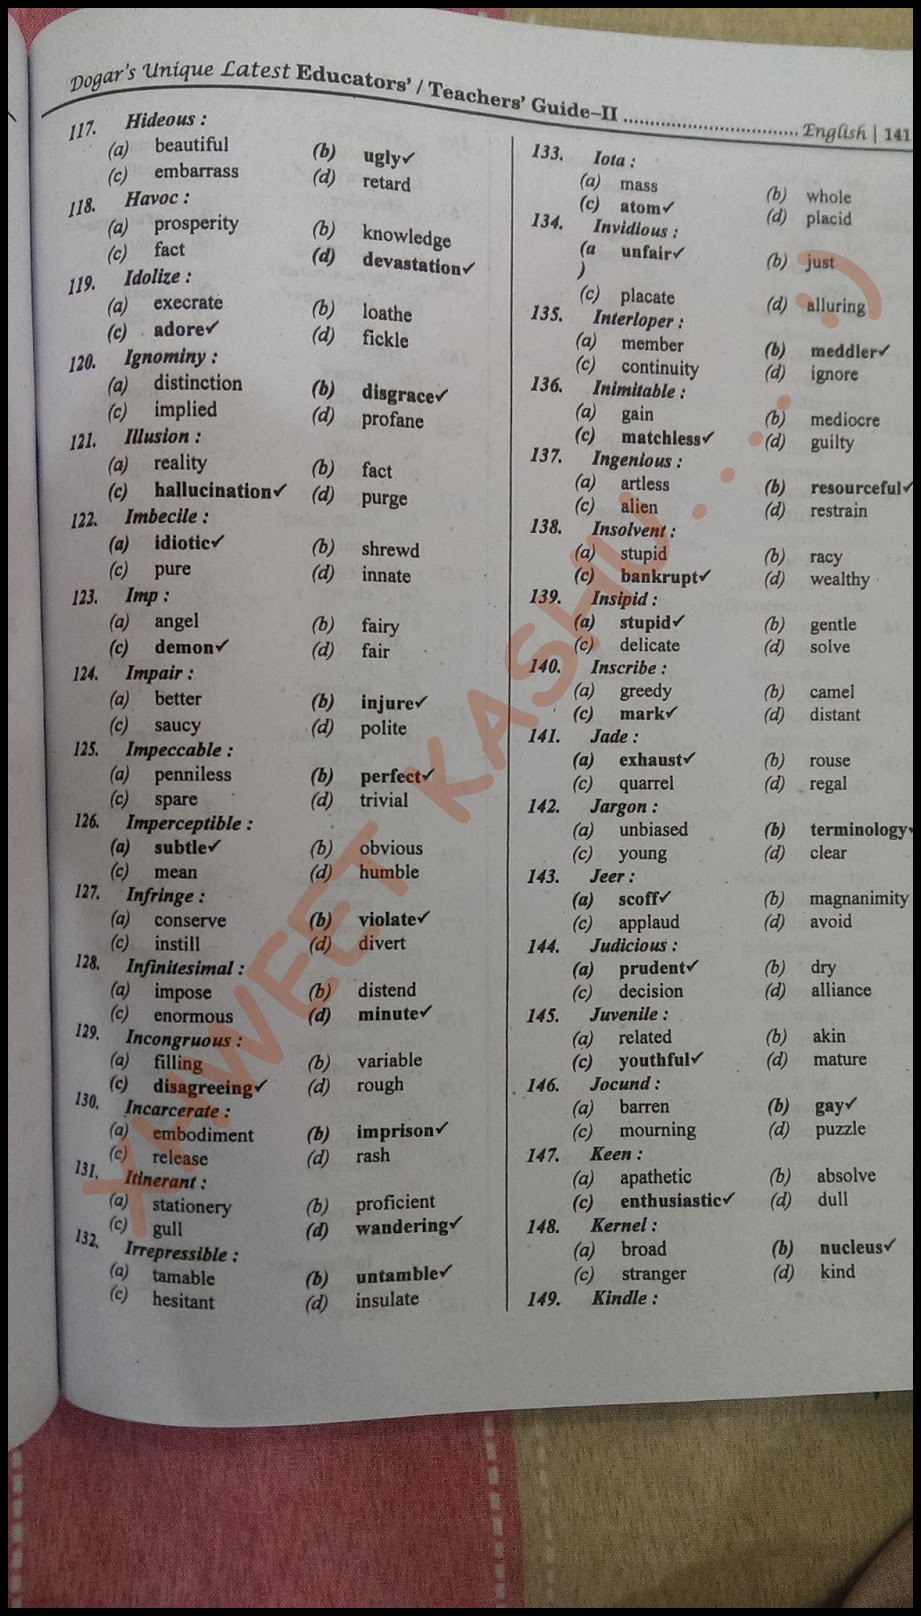 Dogar's Unique Latest Educators' / Teachers' Guide–II ................................ English | 141
117. Hideous :
(a) beautiful (b) ugly✓
(c) embarrass (d) retard
118. Havoc :
(a) prosperity (b) knowledge
(c) fact (d) devastation✓
119. Idolize :
(a) execrate (b) loathe
(c) adore✓ (d) fickle
120. Ignominy :
(a) distinction (b) disgrace✓
(c) implied (d) profane
121. Illusion :
(a) reality (b) fact
(c) hallucination✓ (d) purge
122. Imbecile :
(a) idiotic✓ (b) shrewd
(c) pure (d) innate
123. Imp :
(a) angel (b) fairy
(c) demon✓ (d) fair
124. Impair :
(a) better (b) injure✓
(c) saucy (d) polite
125. Impeccable :
(a) penniless (b) perfect✓
(c) spare (d) trivial
126. Imperceptible :
(a) subtle✓ (b) obvious
(c) mean (d) humble
127. Infringe :
(a) conserve (b) violate✓
(c) instill (d) divert
128. Infinitesimal :
(a) impose (b) distend
(c) enormous (d) minute✓
129. Incongruous :
(a) filling (b) variable
(c) disagreeing✓ (d) rough
130. Incarcerate :
(a) embodiment (b) imprison✓
(c) release (d) rash
131. Itinerant :
(a) stationery (b) proficient
(c) gull (d) wandering✓
132. Irrepressible :
(a) tamable (b) untamble✓
(c) hesitant (d) insulate
133. Iota :
(a) mass (b) whole
(c) atom✓ (d) placid
134. Invidious :
(a unfair✓ (b) just
)
(c) placate (d) alluring
135. Interloper :
(a) member (b) meddler✓
(c) continuity (d) ignore
136. Inimitable :
(a) gain (b) mediocre
(c) matchless✓ (d) guilty
137. Ingenious :
(a) artless (b) resourceful✓
(c) alien (d) restrain
138. Insolvent :
(a) stupid (b) racy
(c) bankrupt✓ (d) wealthy
139. Insipid :
(a) stupid✓ (b) gentle
(c) delicate (d) solve
140. Inscribe :
(a) greedy (b) camel
(c) mark✓ (d) distant
141. Jade :
(a) exhaust✓ (b) rouse
(c) quarrel (d) regal
142. Jargon :
(a) unbiased (b) terminology✓
(c) young (d) clear
143. Jeer :
(a) scoff✓ (b) magnanimity
(c) applaud (d) avoid
144. Judicious :
(a) prudent✓ (b) dry
(c) decision (d) alliance
145. Juvenile :
(a) related (b) akin
(c) youthful✓ (d) mature
146. Jocund :
(a) barren (b) gay✓
(c) mourning (d) puzzle
147. Keen :
(a) apathetic (b) absolve
(c) enthusiastic✓ (d) dull
148. Kernel :
(a) broad (b) nucleus✓
(c) stranger (d) kind
149. Kindle :
XHWEET KASHU.... :)